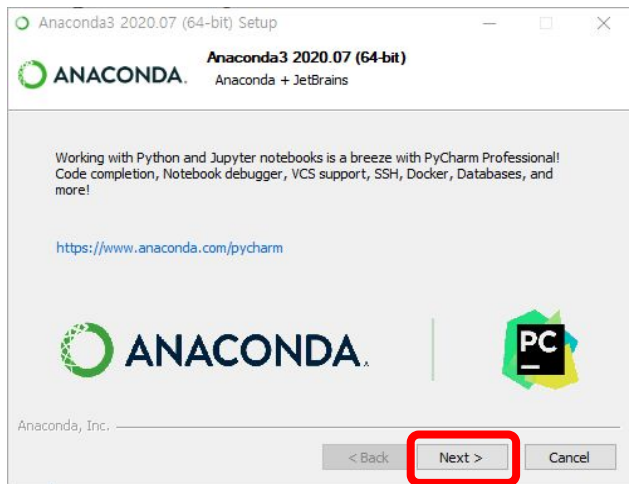 Anaconda3 2020.07 (64-bit) Setup
ANACONDA.
Anaconda3 2020.07 (64-bit)
Anaconda + JetBrains
Working with Python and Jupyter notebooks is a breeze with PyCharm Professional!
Code completion, Notebook debugger, VCS support, SSH, Docker, Databases, and
more!
https://www.anaconda.com/pycharm
ANACONDA.
PC
Anaconda, Inc.
< Back
Next >
Cancel